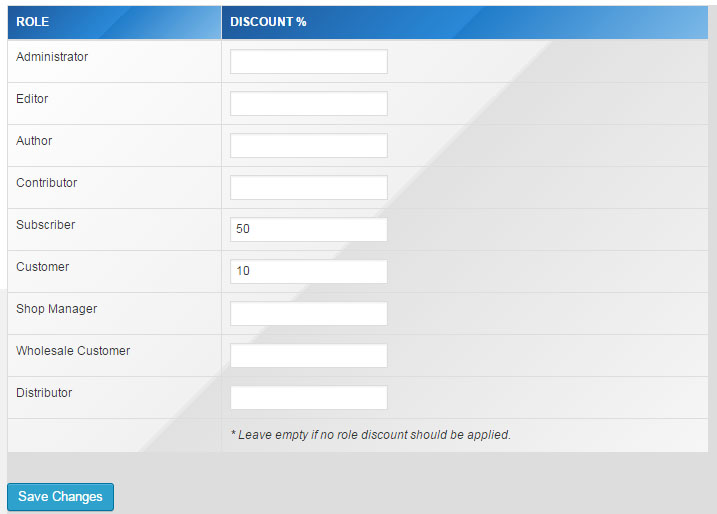 ROLE DISCOUNT %
Administrator
Editor
Author
Contributor
Subscriber 50
Customer 10
Shop Manager
Wholesale Customer
Distributor
* Leave empty if no role discount should be applied.
Save Changes